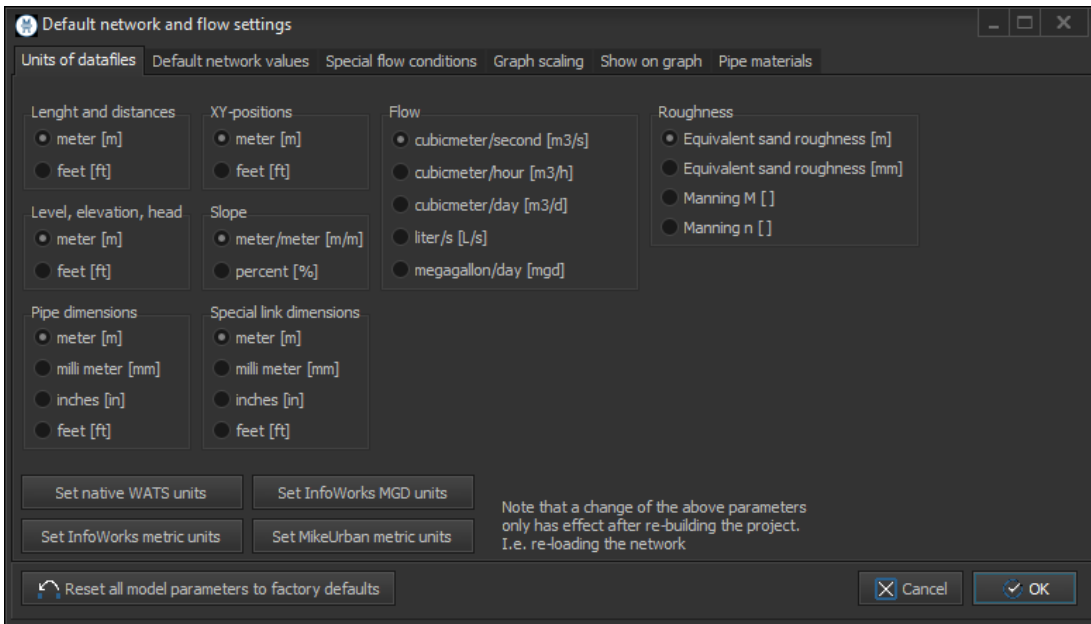 Default network and flow settings
Units of datafiles
Default network values
Special flow conditions
Graph scaling
Show on graph
Pipe materials
Lenght and distances
meter [m]
feet [ft]
XY-positions
meter [m]
feet [ft]
Flow
cubicmeter/second [m3/s]
cubicmeter/hour [m3/h]
cubicmeter/day [m3/d]
liter/s [L/s]
megagallon/day [mgd]
Roughness
Equivalent sand roughness [m]
Equivalent sand roughness [mm]
Manning M [ ]
Manning n [ ]
Level, elevation, head
meter [m]
feet [ft]
Slope
meter/meter [m/m]
percent [%]
Pipe dimensions
meter [m]
milli meter [mm]
inches [in]
feet [ft]
Special link dimensions
meter [m]
milli meter [mm]
inches [in]
feet [ft]
Set native WATS units
Set InfoWorks MGD units
Set InfoWorks metric units
Set MikeUrban metric units
Note that a change of the above parameters
only has effect after re-building the project.
I.e. re-loading the network
Reset all model parameters to factory defaults
Cancel
OK